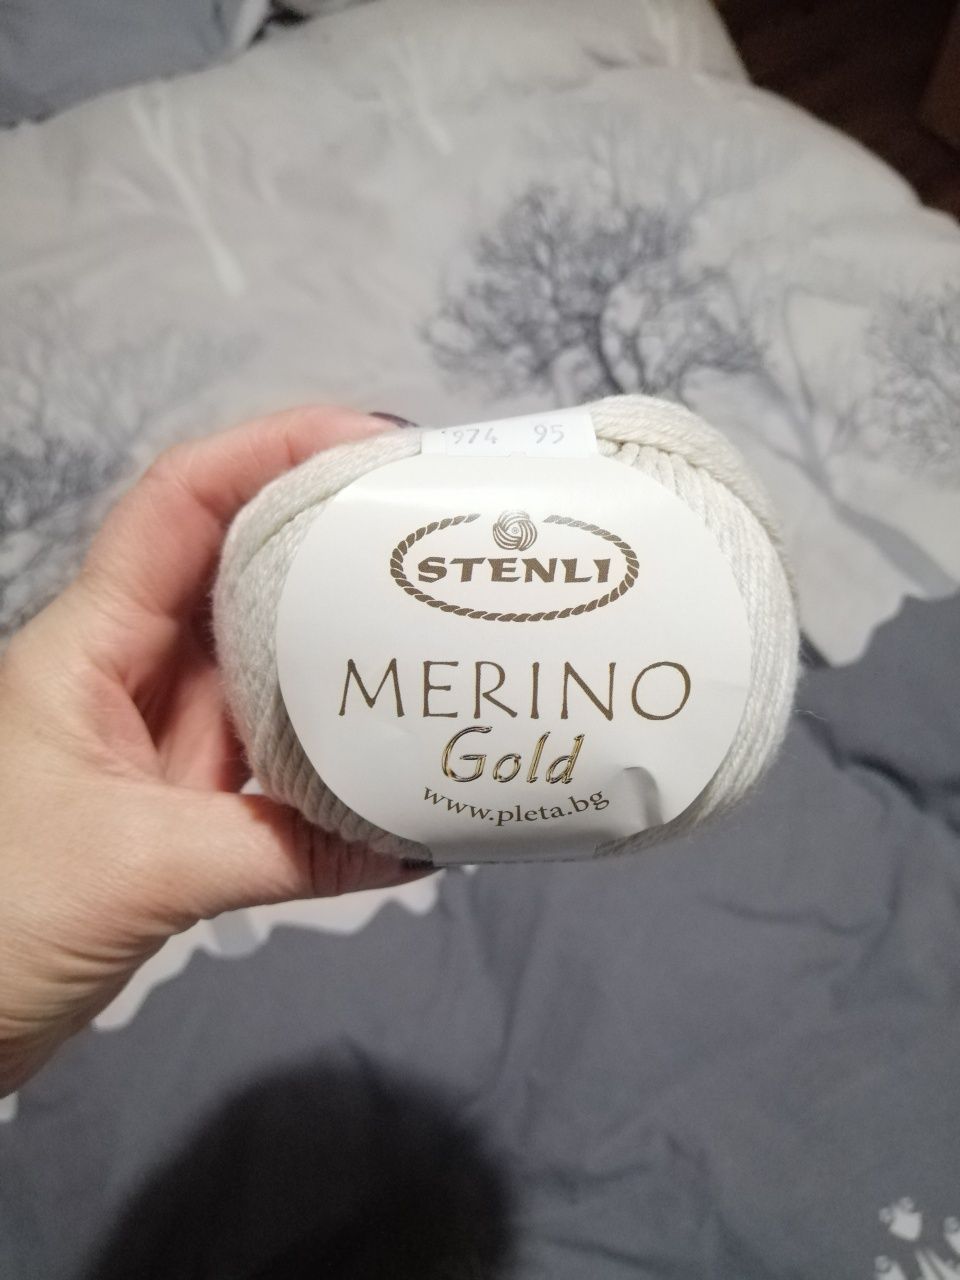 974 95
STENLI
MERINO
Gold
www.pleta.bg